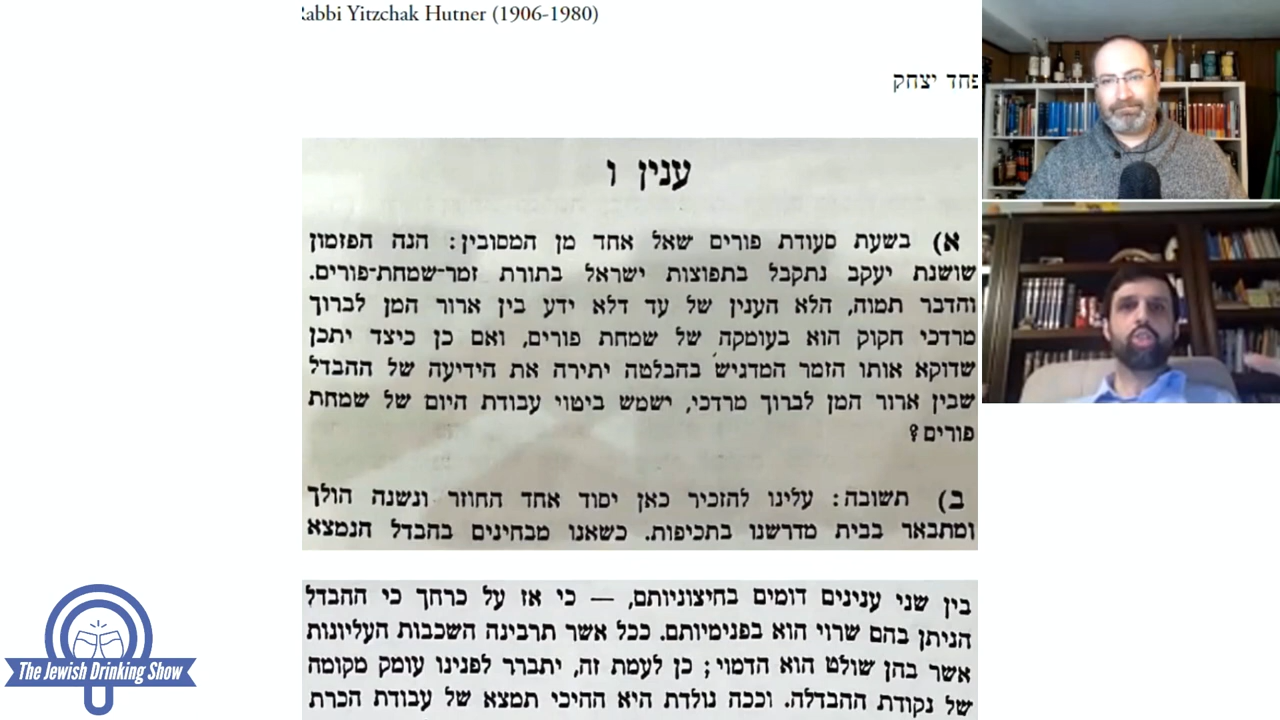 Rabbi Yitzchak Hutner (1906-1980)
פחד יצחק
ענין ו
א) בשעת סעודת פורים שאל אחד מן המסובין: הנה הפזמון
שושנת יעקב נתקבל בתפוצות ישראל בתורת זמר־שמחת־פורים.
והדבר תמוה, הלא הענין של עד דלא ידע בין ארור המן לברוך
מרדכי חקוק הוא בעומקה של שמחת פורים, ואם כן כיצד יתכן
שדוקא אותו הזמר המדגיש בהבלטה יתירה את הידיעה של ההבדל
שבין ארור המן לברוך מרדכי, ישמש ביטוי עבודת היום של שמחת
פורים?
ב) תשובה: עלינו להזכיר כאן יסוד אחד החוזר ונשנה הולך
ומתבאר בבית מדרשנו בתכיפות. כשאנו מבחינים בהבדל הנמצא
בין שני ענינים דומים בחיצוניותם, — כי אז על כרחך כי ההבדל
הניתן בהם שרוי הוא בפנימיותם. ככל אשר תרבינה השכבות העליונות
אשר בהן שולט הוא הדמוי; כן לעמת זה, יתברר לפנינו עומק מקומה
של נקודת ההבדלה. וככה נולדת היא ההיכי תמצא של עבודת הכרת
The Jewish Drinking Show